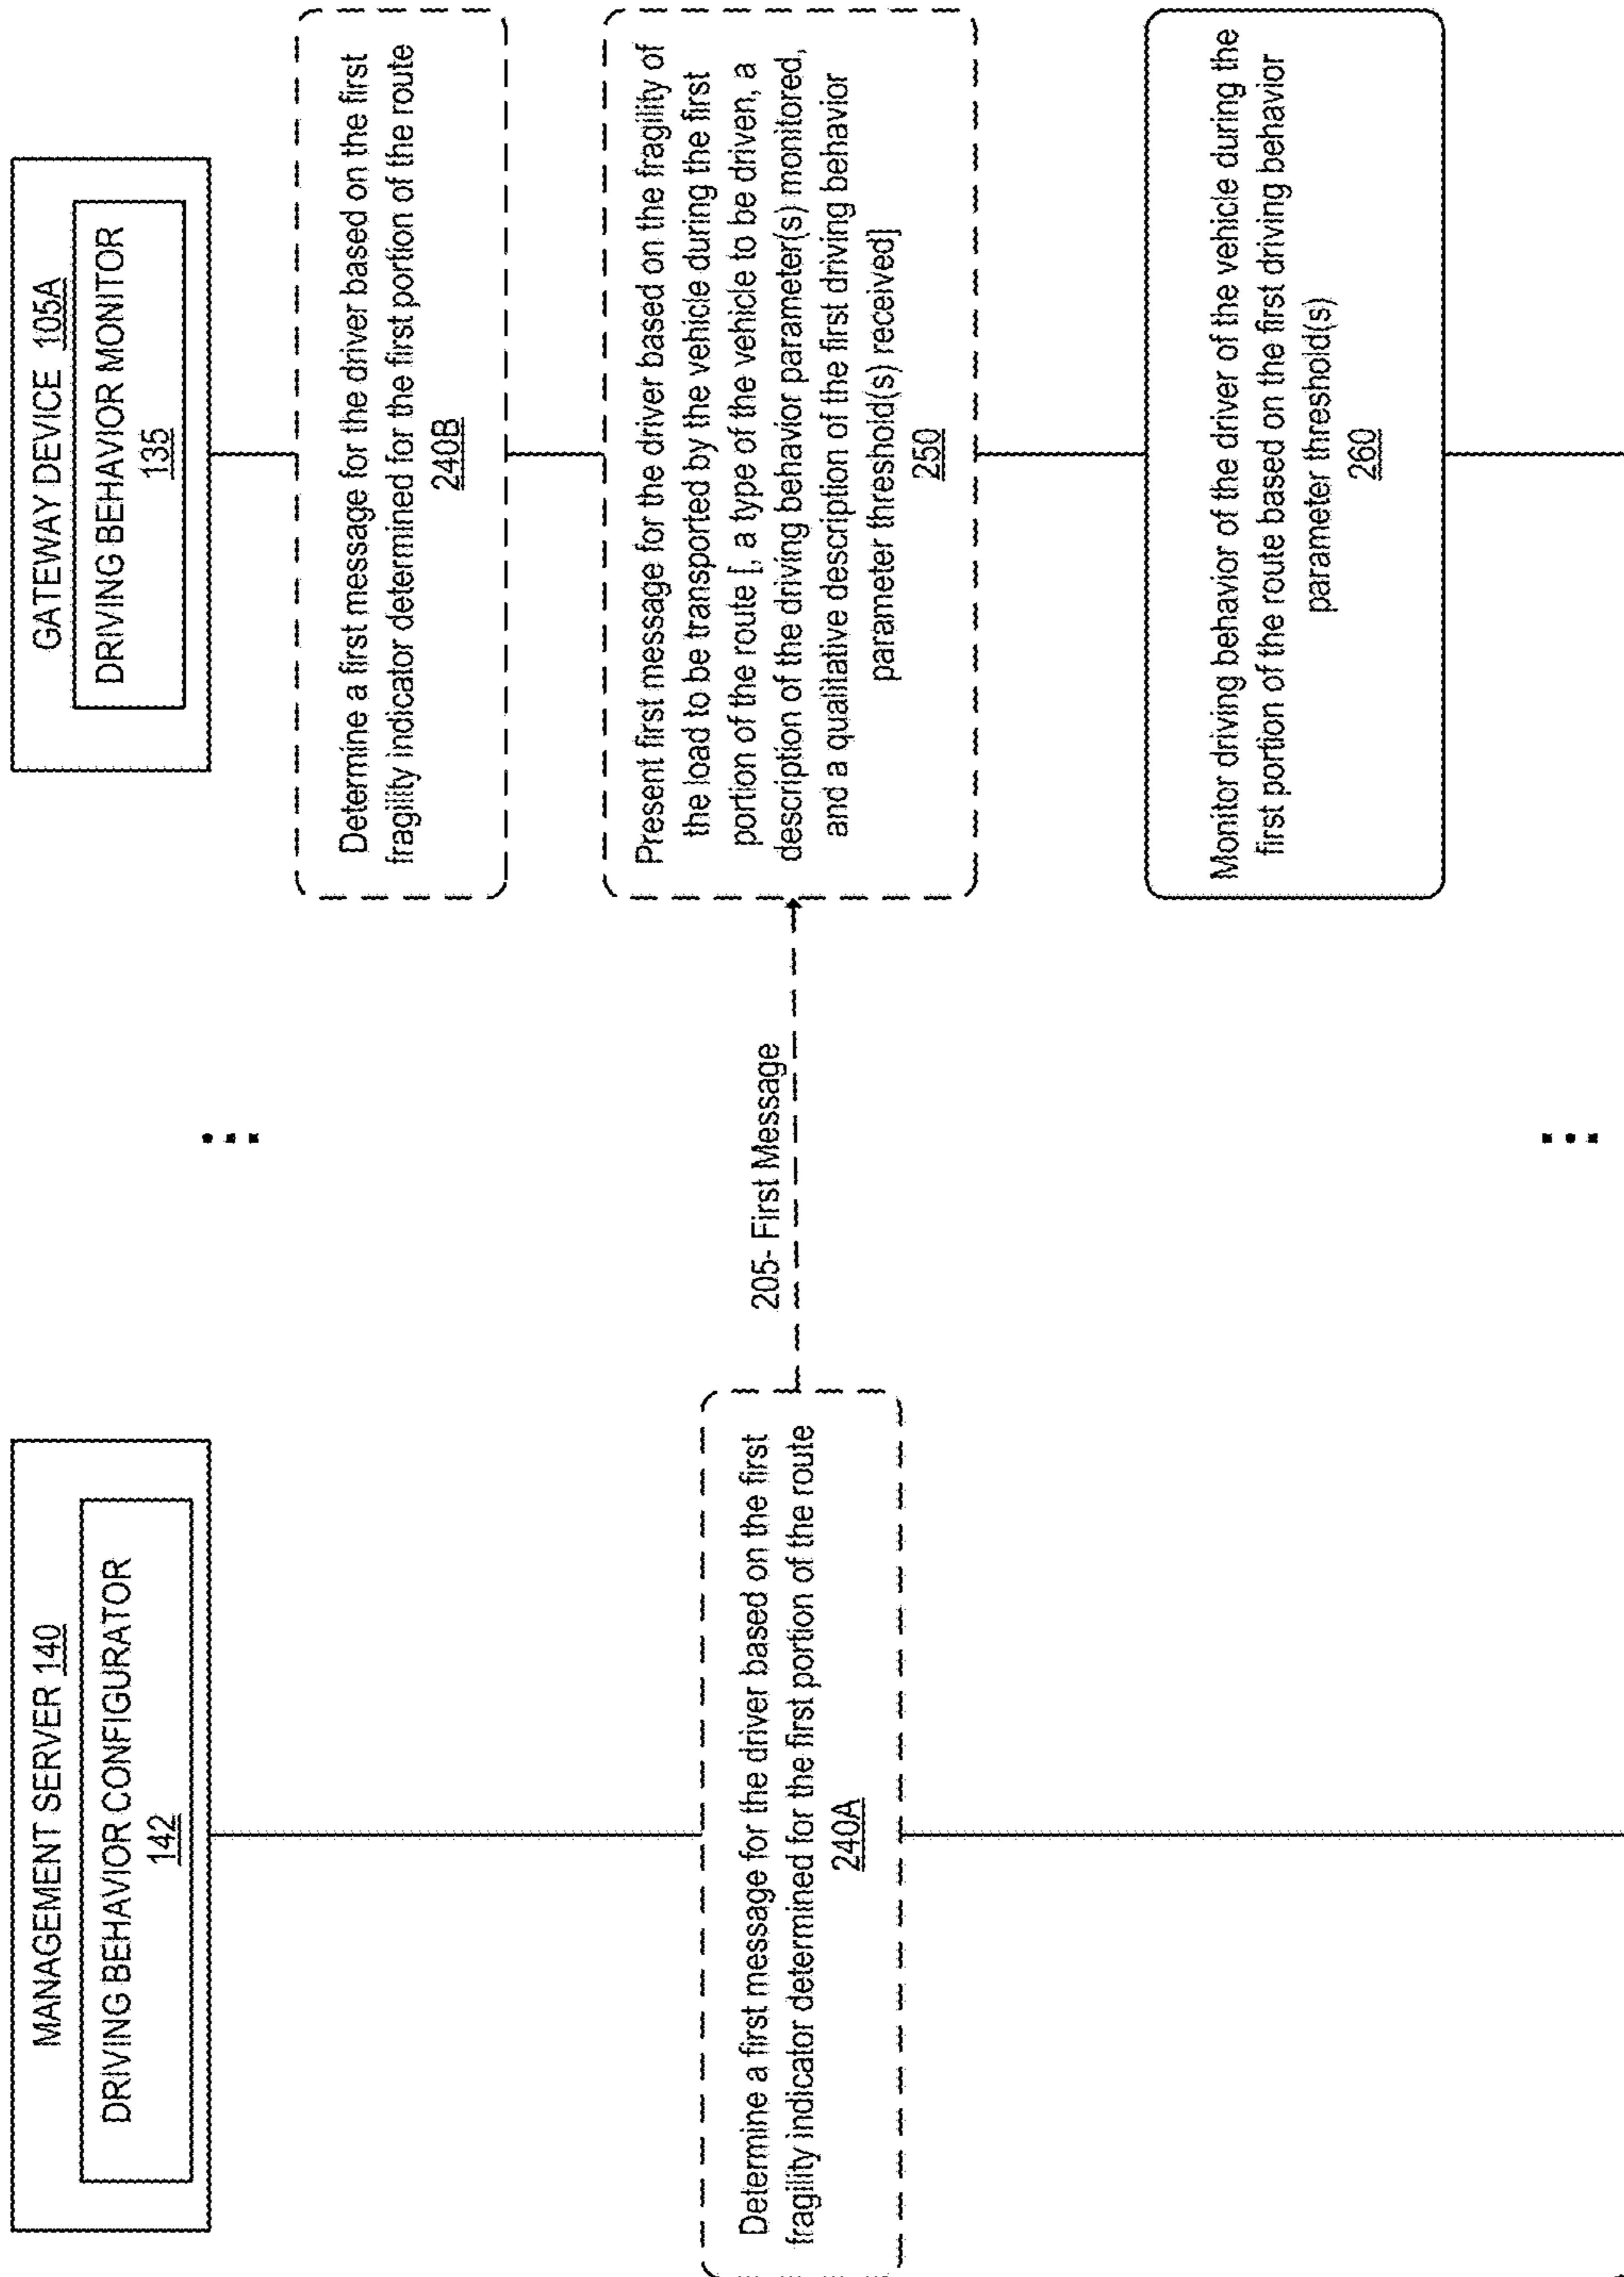 MANAGEMENT SERVER 140
DRIVING BEHAVIOR CONFIGURATOR
142
GATEWAY DEVICE 105A
DRIVING BEHAVIOR MONITOR
135
Determine a first message for the driver based on the first
fragility indicator determined for the first portion of the route
240B
Determine a first message for the driver based on the first
fragility indicator determined for the first portion of the route
240A
205- First Message
Present first message for the driver based on the fragility of
the load to be transported by the vehicle during the first
portion of the route [, a type of the vehicle to be driven, a
description of the driving behavior parameter(s) monitored,
and a qualitative description of the first driving behavior
parameter threshold(s) received]
250
Monitor driving behavior of the driver of the vehicle during the
first portion of the route based on the first driving behavior
parameter threshold(s)
260